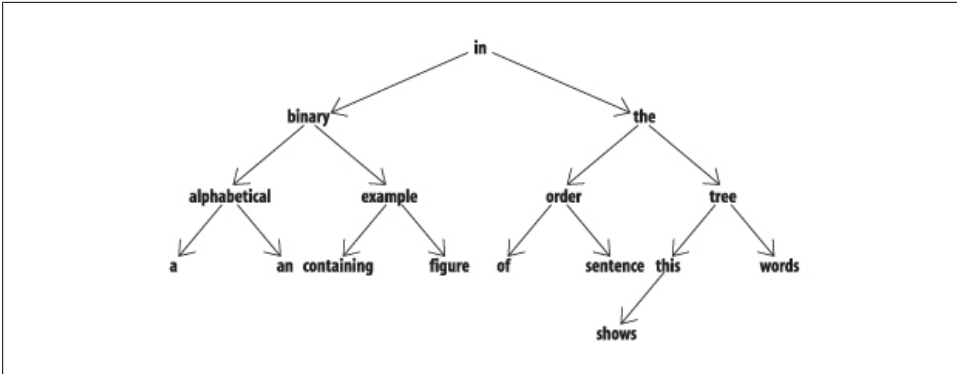 in
binary the
alphabetical example order tree
a an containing figure of sentence this words
shows